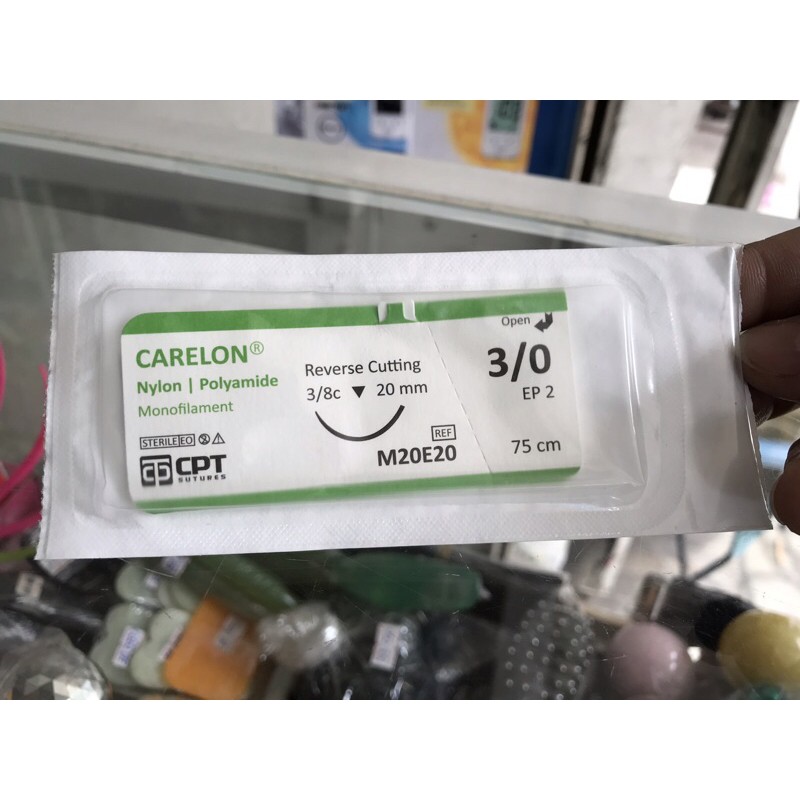 CARELON®
Nylon | Polyamide
Monofilament
STERILE EO
CPT
SUTURES
Reverse Cutting
3/8c ▼ 20 mm
REF
M20E20
Open
3/0
EP 2
75 cm